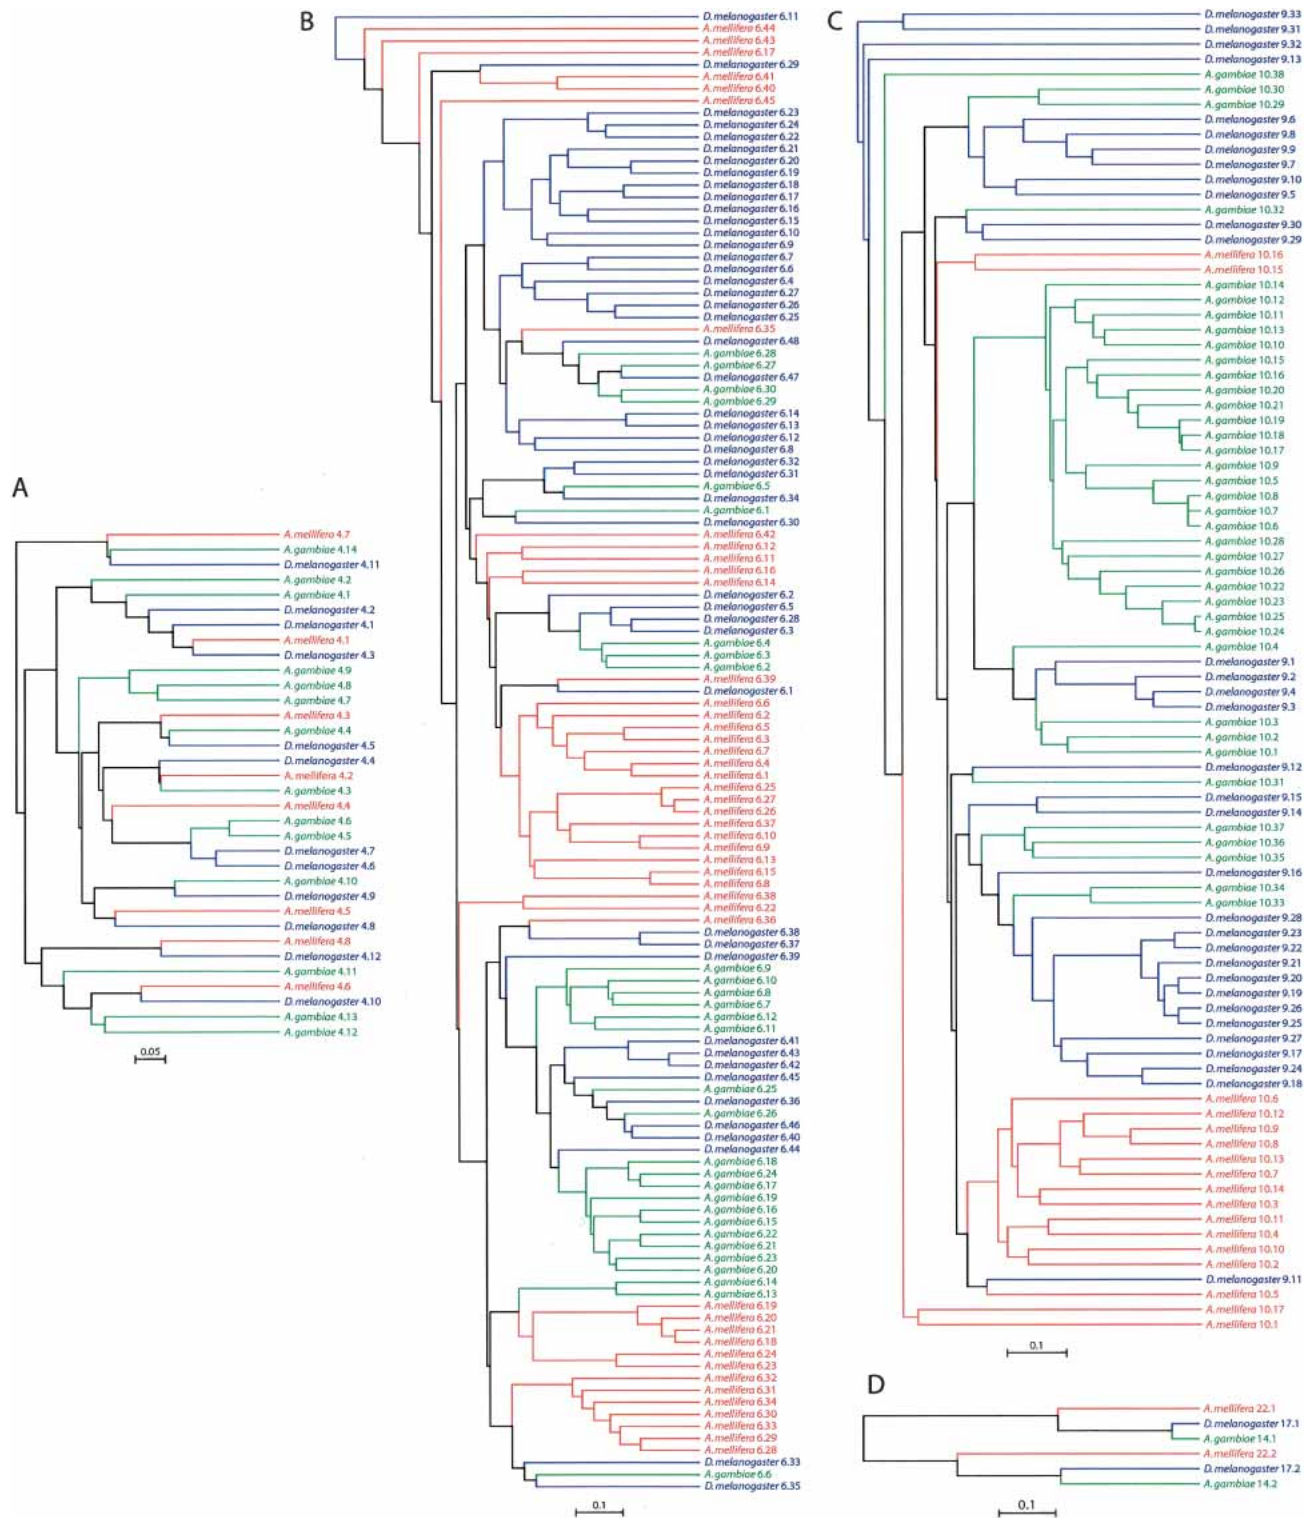 A
A. mellifera 4.7
A. gambiae 4.14
D. melanogaster 4.11
A. gambiae 4.2
A. gambiae 4.1
D. melanogaster 4.2
D. melanogaster 4.1
A. mellifera 4.1
D. melanogaster 4.3
A. gambiae 4.9
A. gambiae 4.8
A. gambiae 4.7
A. mellifera 4.3
A. gambiae 4.4
D. melanogaster 4.5
D. melanogaster 4.4
A. mellifera 4.2
A. gambiae 4.3
A. mellifera 4.4
A. gambiae 4.6
A. gambiae 4.5
D. melanogaster 4.7
D. melanogaster 4.6
A. gambiae 4.10
D. melanogaster 4.9
A. mellifera 4.5
D. melanogaster 4.8
A. mellifera 4.8
D. melanogaster 4.12
A. gambiae 4.11
A. mellifera 4.6
D. melanogaster 4.10
A. gambiae 4.13
A. gambiae 4.12
0.05
B
D. melanogaster 6.11
A. mellifera 6.44
A. mellifera 6.43
A. mellifera 6.17
D. melanogaster 6.29
A. mellifera 6.41
A. mellifera 6.40
A. mellifera 6.45
D. melanogaster 6.23
D. melanogaster 6.24
D. melanogaster 6.22
D. melanogaster 6.21
D. melanogaster 6.20
D. melanogaster 6.19
D. melanogaster 6.18
D. melanogaster 6.17
D. melanogaster 6.16
D. melanogaster 6.15
D. melanogaster 6.10
D. melanogaster 6.9
D. melanogaster 6.7
D. melanogaster 6.6
D. melanogaster 6.4
D. melanogaster 6.27
D. melanogaster 6.26
D. melanogaster 6.25
A. mellifera 6.35
D. melanogaster 6.48
A. gambiae 6.28
A. gambiae 6.27
D. melanogaster 6.47
A. gambiae 6.30
A. gambiae 6.29
D. melanogaster 6.14
D. melanogaster 6.13
D. melanogaster 6.12
D. melanogaster 6.8
D. melanogaster 6.32
D. melanogaster 6.31
A. gambiae 6.5
D. melanogaster 6.34
A. gambiae 6.1
D. melanogaster 6.30
A. mellifera 6.42
A. mellifera 6.12
A. mellifera 6.11
A. mellifera 6.16
A. mellifera 6.14
D. melanogaster 6.2
D. melanogaster 6.5
D. melanogaster 6.28
D. melanogaster 6.3
A. gambiae 6.4
A. gambiae 6.3
A. gambiae 6.2
A. mellifera 6.39
D. melanogaster 6.1
A. mellifera 6.6
A. mellifera 6.2
A. mellifera 6.5
A. mellifera 6.3
A. mellifera 6.7
A. mellifera 6.4
A. mellifera 6.1
A. mellifera 6.25
A. mellifera 6.27
A. mellifera 6.26
A. mellifera 6.37
A. mellifera 6.10
A. mellifera 6.9
A. mellifera 6.13
A. mellifera 6.15
A. mellifera 6.8
A. mellifera 6.38
A. mellifera 6.22
A. mellifera 6.36
D. melanogaster 6.38
D. melanogaster 6.37
D. melanogaster 6.39
A. gambiae 6.9
A. gambiae 6.10
A. gambiae 6.8
A. gambiae 6.7
A. gambiae 6.12
A. gambiae 6.11
D. melanogaster 6.41
D. melanogaster 6.43
D. melanogaster 6.42
D. melanogaster 6.45
A. gambiae 6.25
D. melanogaster 6.36
A. gambiae 6.26
D. melanogaster 6.46
D. melanogaster 6.40
D. melanogaster 6.44
A. gambiae 6.18
A. gambiae 6.24
A. gambiae 6.17
A. gambiae 6.19
A. gambiae 6.16
A. gambiae 6.15
A. gambiae 6.22
A. gambiae 6.21
A. gambiae 6.23
A. gambiae 6.20
A. gambiae 6.14
A. gambiae 6.13
A. mellifera 6.19
A. mellifera 6.20
A. mellifera 6.21
A. mellifera 6.18
A. mellifera 6.24
A. mellifera 6.23
A. mellifera 6.32
A. mellifera 6.31
A. mellifera 6.34
A. mellifera 6.30
A. mellifera 6.33
A. mellifera 6.29
A. mellifera 6.28
D. melanogaster 6.33
A. gambiae 6.6
D. melanogaster 6.35
0.1
C
D. melanogaster 9.33
D. melanogaster 9.31
D. melanogaster 9.32
D. melanogaster 9.13
A. gambiae 10.38
A. gambiae 10.30
A. gambiae 10.29
D. melanogaster 9.6
D. melanogaster 9.8
D. melanogaster 9.9
D. melanogaster 9.7
D. melanogaster 9.10
D. melanogaster 9.5
A. gambiae 10.32
D. melanogaster 9.30
D. melanogaster 9.29
A. mellifera 10.16
A. mellifera 10.15
A. gambiae 10.14
A. gambiae 10.12
A. gambiae 10.11
A. gambiae 10.13
A. gambiae 10.10
A. gambiae 10.15
A. gambiae 10.16
A. gambiae 10.20
A. gambiae 10.21
A. gambiae 10.19
A. gambiae 10.18
A. gambiae 10.17
A. gambiae 10.9
A. gambiae 10.5
A. gambiae 10.8
A. gambiae 10.7
A. gambiae 10.6
A. gambiae 10.28
A. gambiae 10.27
A. gambiae 10.26
A. gambiae 10.22
A. gambiae 10.23
A. gambiae 10.25
A. gambiae 10.24
A. gambiae 10.4
D. melanogaster 9.1
D. melanogaster 9.2
D. melanogaster 9.4
D. melanogaster 9.3
A. gambiae 10.3
A. gambiae 10.2
A. gambiae 10.1
D. melanogaster 9.12
A. gambiae 10.31
D. melanogaster 9.15
D. melanogaster 9.14
A. gambiae 10.37
A. gambiae 10.36
A. gambiae 10.35
D. melanogaster 9.16
A. gambiae 10.34
A. gambiae 10.33
D. melanogaster 9.28
D. melanogaster 9.23
D. melanogaster 9.22
D. melanogaster 9.21
D. melanogaster 9.20
D. melanogaster 9.19
D. melanogaster 9.26
D. melanogaster 9.25
D. melanogaster 9.27
D. melanogaster 9.17
D. melanogaster 9.24
D. melanogaster 9.18
A. mellifera 10.6
A. mellifera 10.12
A. mellifera 10.9
A. mellifera 10.8
A. mellifera 10.13
A. mellifera 10.7
A. mellifera 10.14
A. mellifera 10.3
A. mellifera 10.11
A. mellifera 10.4
A. mellifera 10.10
A. mellifera 10.2
D. melanogaster 9.11
A. mellifera 10.5
A. mellifera 10.17
A. mellifera 10.1
0.1
D
A. mellifera 22.1
D. melanogaster 17.1
A. gambiae 14.1
A. mellifera 22.2
D. melanogaster 17.2
A. gambiae 14.2
0.1